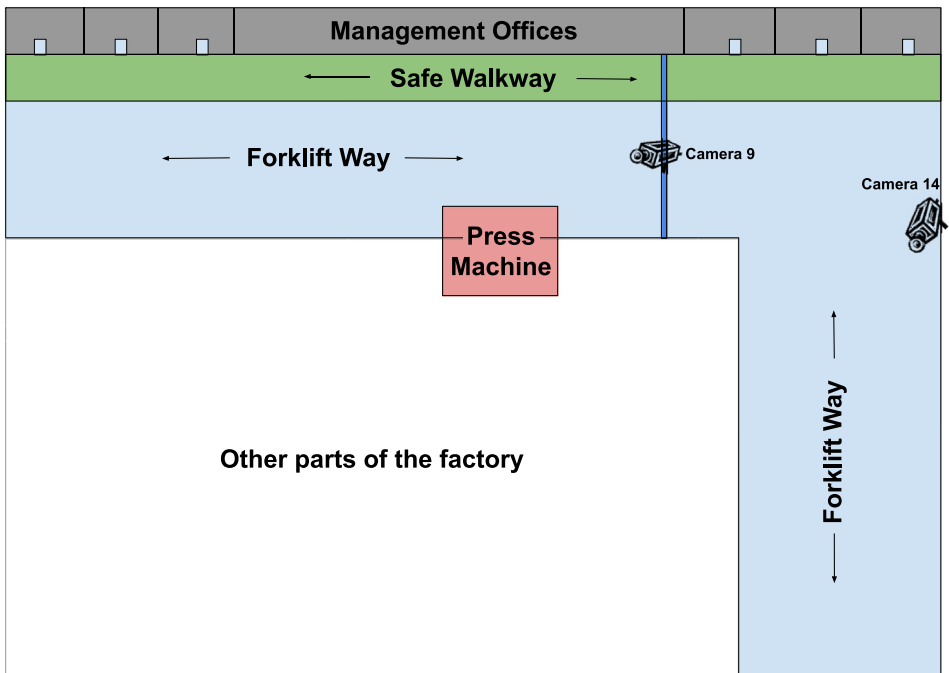 Management Offices
Safe Walkway
Forklift Way
Camera 9
Camera 14
Press
Machine
Forklift Way
Other parts of the factory